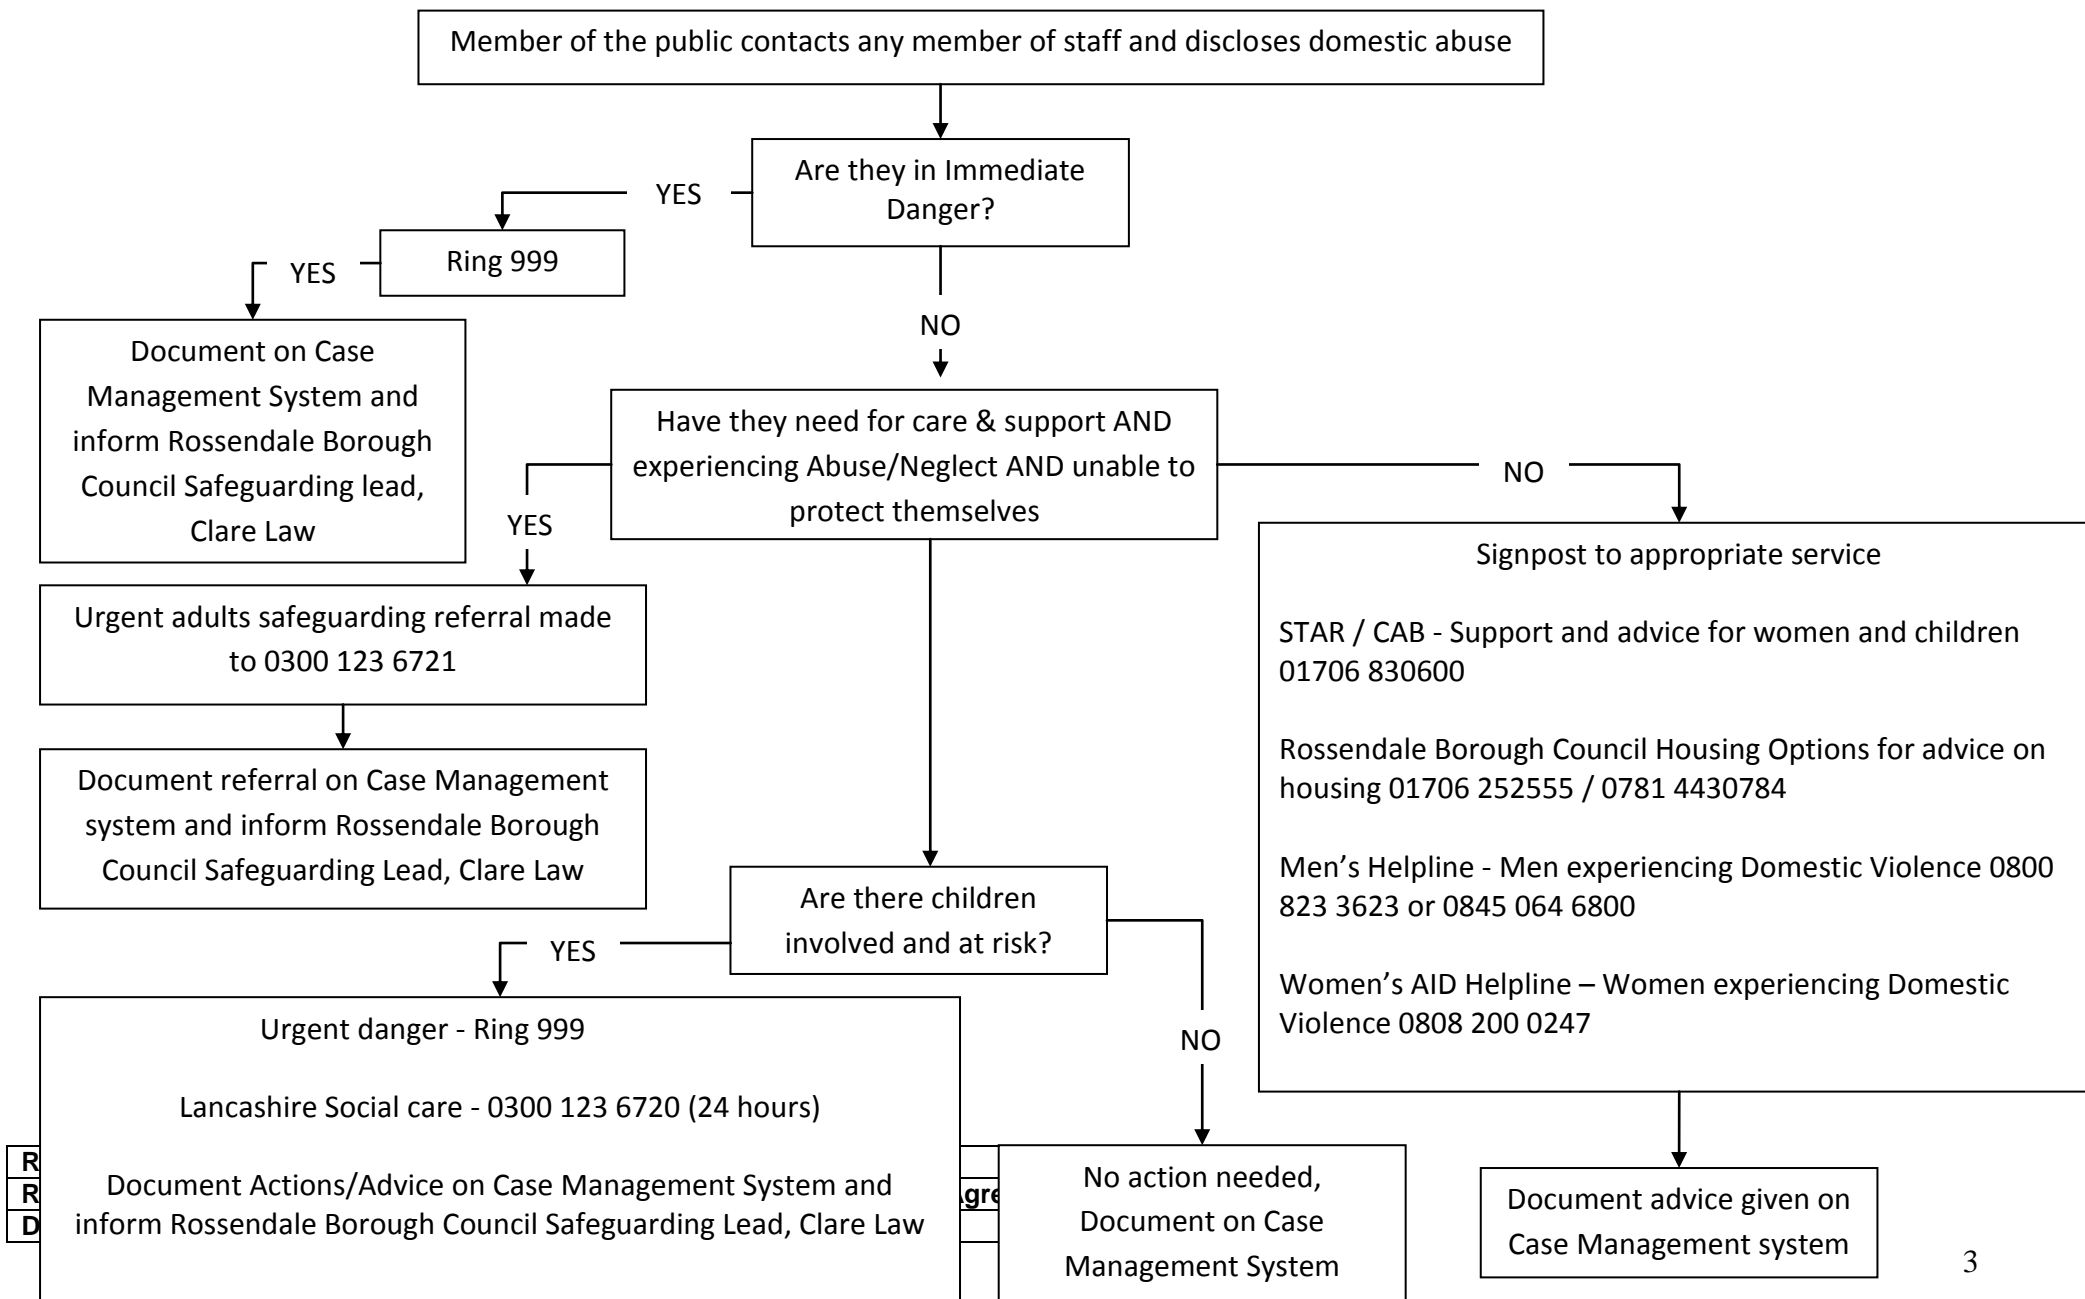 Member of the public contacts any member of staff and discloses domestic abuse
Are they in Immediate
Danger?
YES
Ring 999
YES
NO
Document on Case
Management System and
inform Rossendale Borough
Council Safeguarding lead,
Clare Law
Have they need for care & support AND
experiencing Abuse/Neglect AND unable to
protect themselves
YES
NO
Urgent adults safeguarding referral made
to 0300 123 6721
Document referral on Case Management
system and inform Rossendale Borough
Council Safeguarding Lead, Clare Law
Signpost to appropriate service
STAR / CAB - Support and advice for women and children
01706 830600
Rossendale Borough Council Housing Options for advice on
housing 01706 252555 / 0781 4430784
Men’s Helpline - Men experiencing Domestic Violence 0800
823 3623 or 0845 064 6800
Women’s AID Helpline – Women experiencing Domestic
Violence 0808 200 0247
Are there children
involved and at risk?
YES
NO
Urgent danger - Ring 999
Lancashire Social care - 0300 123 6720 (24 hours)
Document Actions/Advice on Case Management System and
inform Rossendale Borough Council Safeguarding Lead, Clare Law
No action needed,
Document on Case
Management System
Document advice given on
Case Management system
3